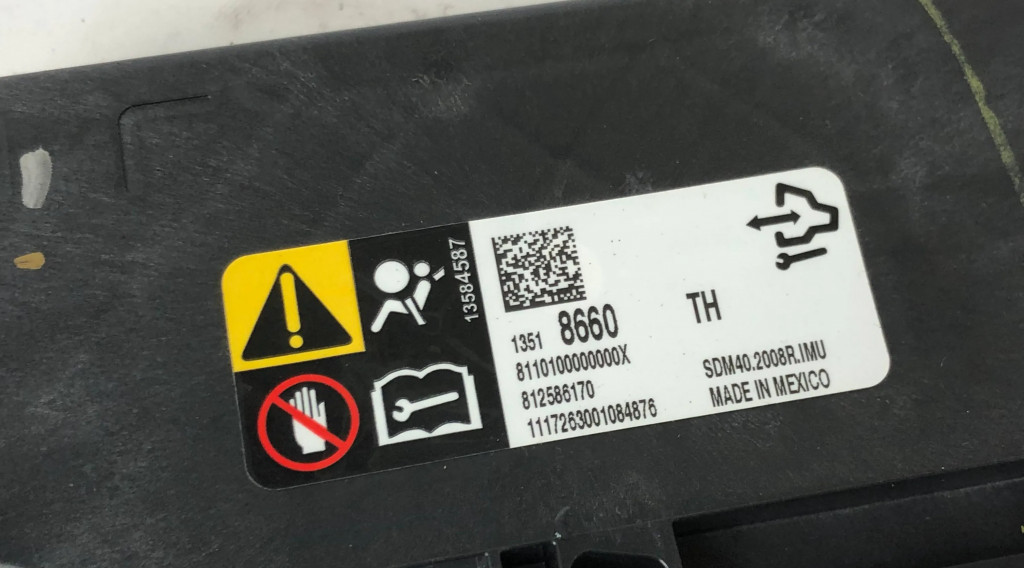 13584587
1351 8660 TH
8110100000000X
812586170
1117263001084876
SDM40.2008R.IMU
MADE IN MEXICO